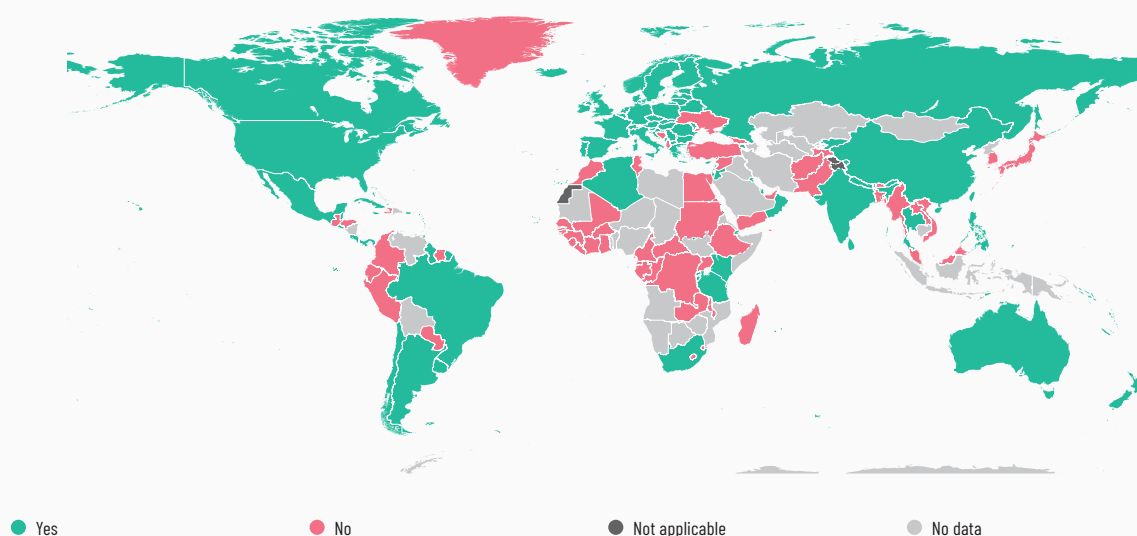 Yes
No
Not applicable
No data